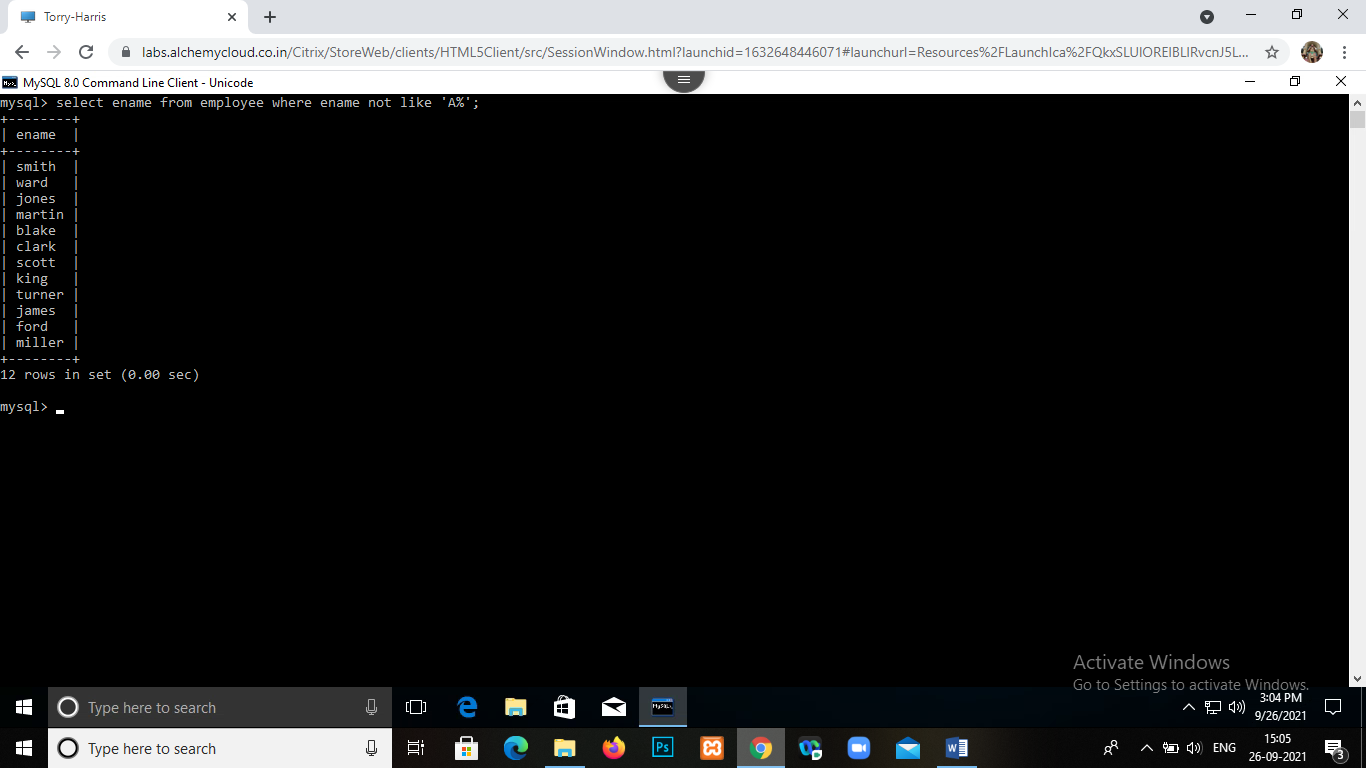 Torry-Harris
labs.alchemycloud.co.in/Citrix/StoreWeb/clients/HTML5Client/src/SessionWindow.html?launchid=1632648446071#launchurl=Resources%2FLaunchIca%2FQkxSLUlORElBLlRvcnJ5L...
MySQL 8.0 Command Line Client - Unicode
mysql> select ename from employee where ename not like 'A%';
+--------+
| ename  |
+--------+
| smith  |
| ward   |
| jones  |
| martin |
| blake  |
| clark  |
| scott  |
| king   |
| turner |
| james  |
| ford   |
| miller |
+--------+
12 rows in set (0.00 sec)
mysql>
Activate Windows
Go to Settings to activate Windows.
Type here to search
3:04 PM
9/26/2021
Type here to search
Ps
ENG
15:05
26-09-2021
3